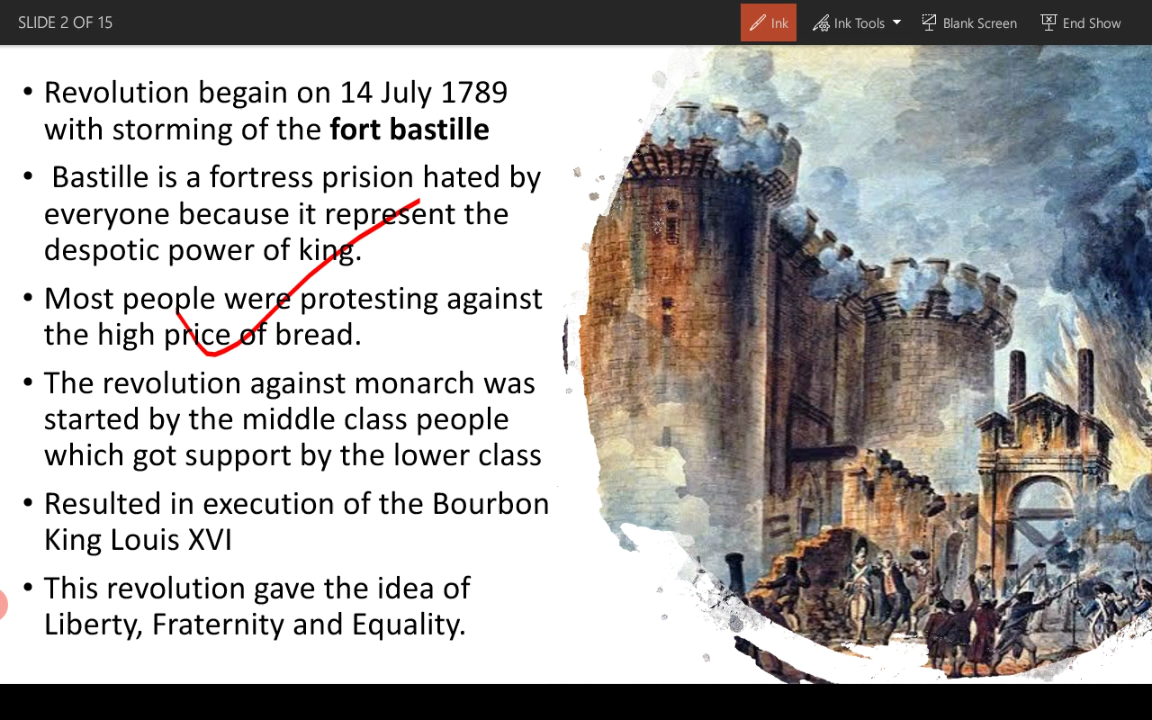 SLIDE 2 OF 15
Ink
Ink Tools
Blank Screen
End Show
• Revolution begain on 14 July 1789
with storming of the fort bastille
• Bastille is a fortress prision hated by
everyone because it represent the
despotic power of king.
• Most people were protesting against
the high price of bread.
• The revolution against monarch was
started by the middle class people
which got support by the lower class
• Resulted in execution of the Bourbon
King Louis XVI
• This revolution gave the idea of
Liberty, Fraternity and Equality.